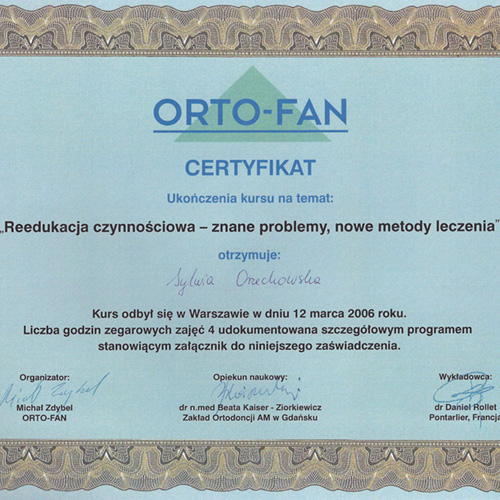 ORTO-FAN
CERTYFIKAT
Ukończenia kursu na temat:
„Reedukacja czynnościowa – znane problemy, nowe metody leczenia"
otrzymuje:
Sylwia Orzechowska
Kurs odbył się w Warszawie w dniu 12 marca 2006 roku.
Liczba godzin zegarowych zajęć 4 udokumentowana szczegółowym programem
stanowiącym załącznik do niniejszego zaświadczenia.
Organizator: Opiekun naukowy: Wykładowca:
Michał Zdybel
Michał Zdybel dr n.med Beata Kaiser - Ziorkiewicz dr Daniel Rollet
ORTO-FAN Zakład Ortodoncji AM w Gdańsku Pontarlier, Francja